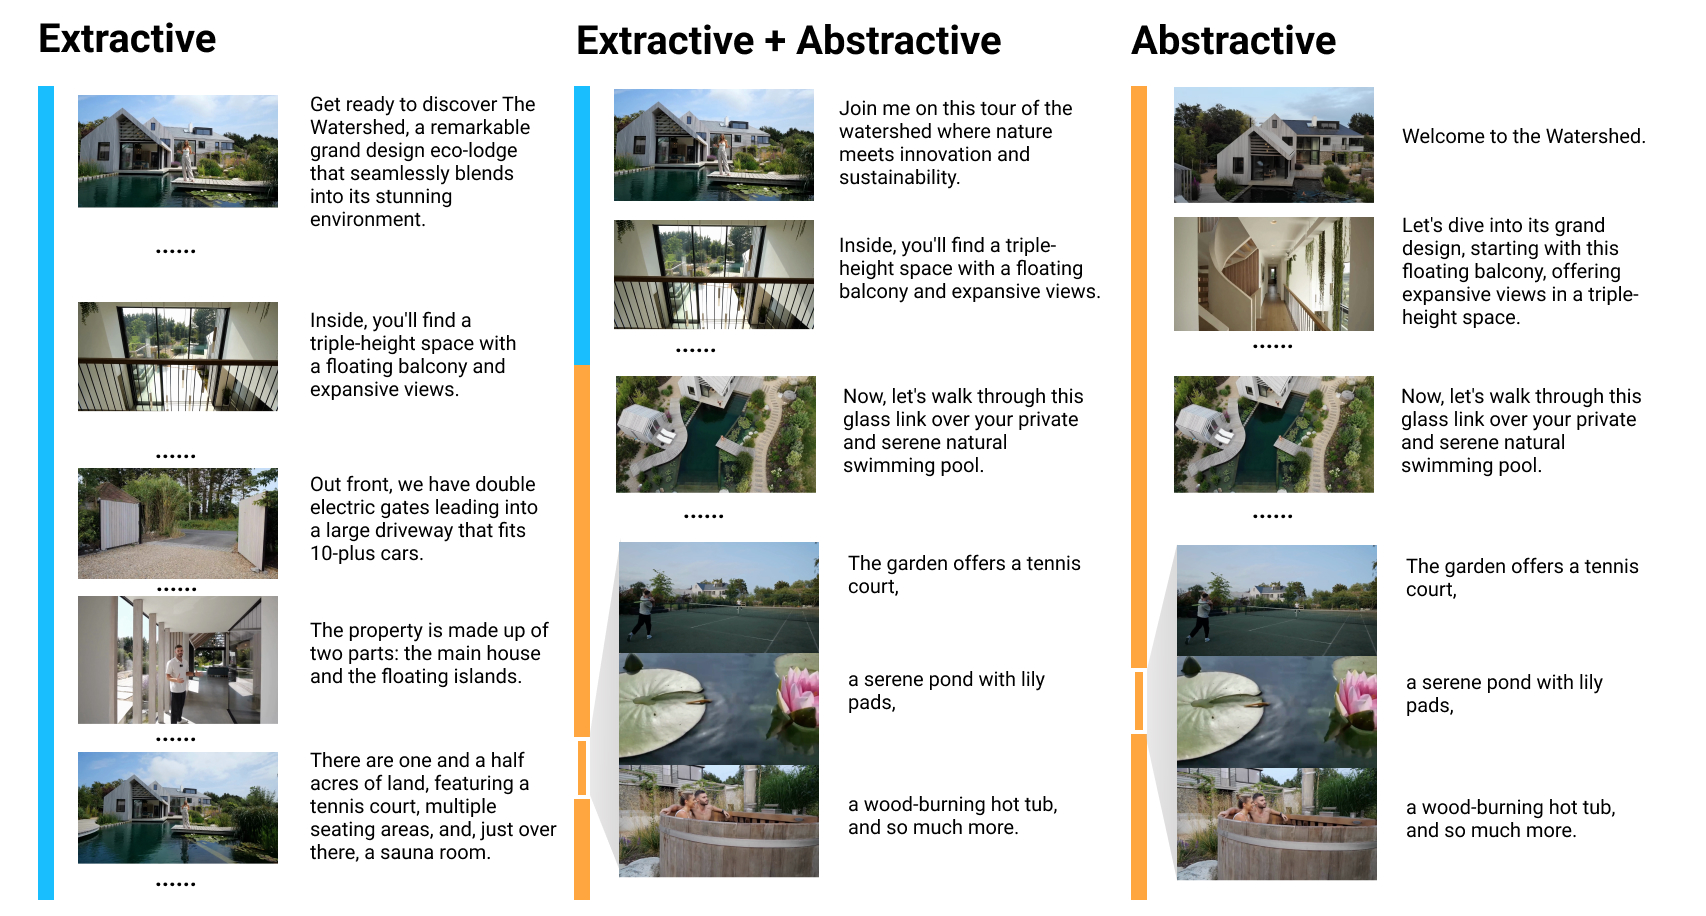 Extractive
Get ready to discover The
Watershed, a remarkable
grand design eco-lodge
that seamlessly blends
into its stunning
environment.
......
Inside, you'll find a
triple-height space with
a floating balcony and
expansive views.
......
Out front, we have double
electric gates leading into
a large driveway that fits
10-plus cars.
......
The property is made up of
two parts: the main house
and the floating islands.
......
There are one and a half
acres of land, featuring a
tennis court, multiple
seating areas, and, just over
there, a sauna room.
......
Extractive + Abstractive
Join me on this tour of the
watershed where nature
meets innovation and
sustainability.
Inside, you'll find a triple-
height space with a floating
balcony and expansive views.
......
Now, let's walk through this
glass link over your private
and serene natural
swimming pool.
......
The garden offers a tennis
court,
a serene pond with lily
pads,
a wood-burning hot tub,
and so much more.
Abstractive
Welcome to the Watershed.
Let's dive into its grand
design, starting with this
floating balcony, offering
expansive views in a triple-
height space.
......
Now, let's walk through this
glass link over your private
and serene natural
swimming pool.
......
The garden offers a tennis
court,
a serene pond with lily
pads,
a wood-burning hot tub,
and so much more.